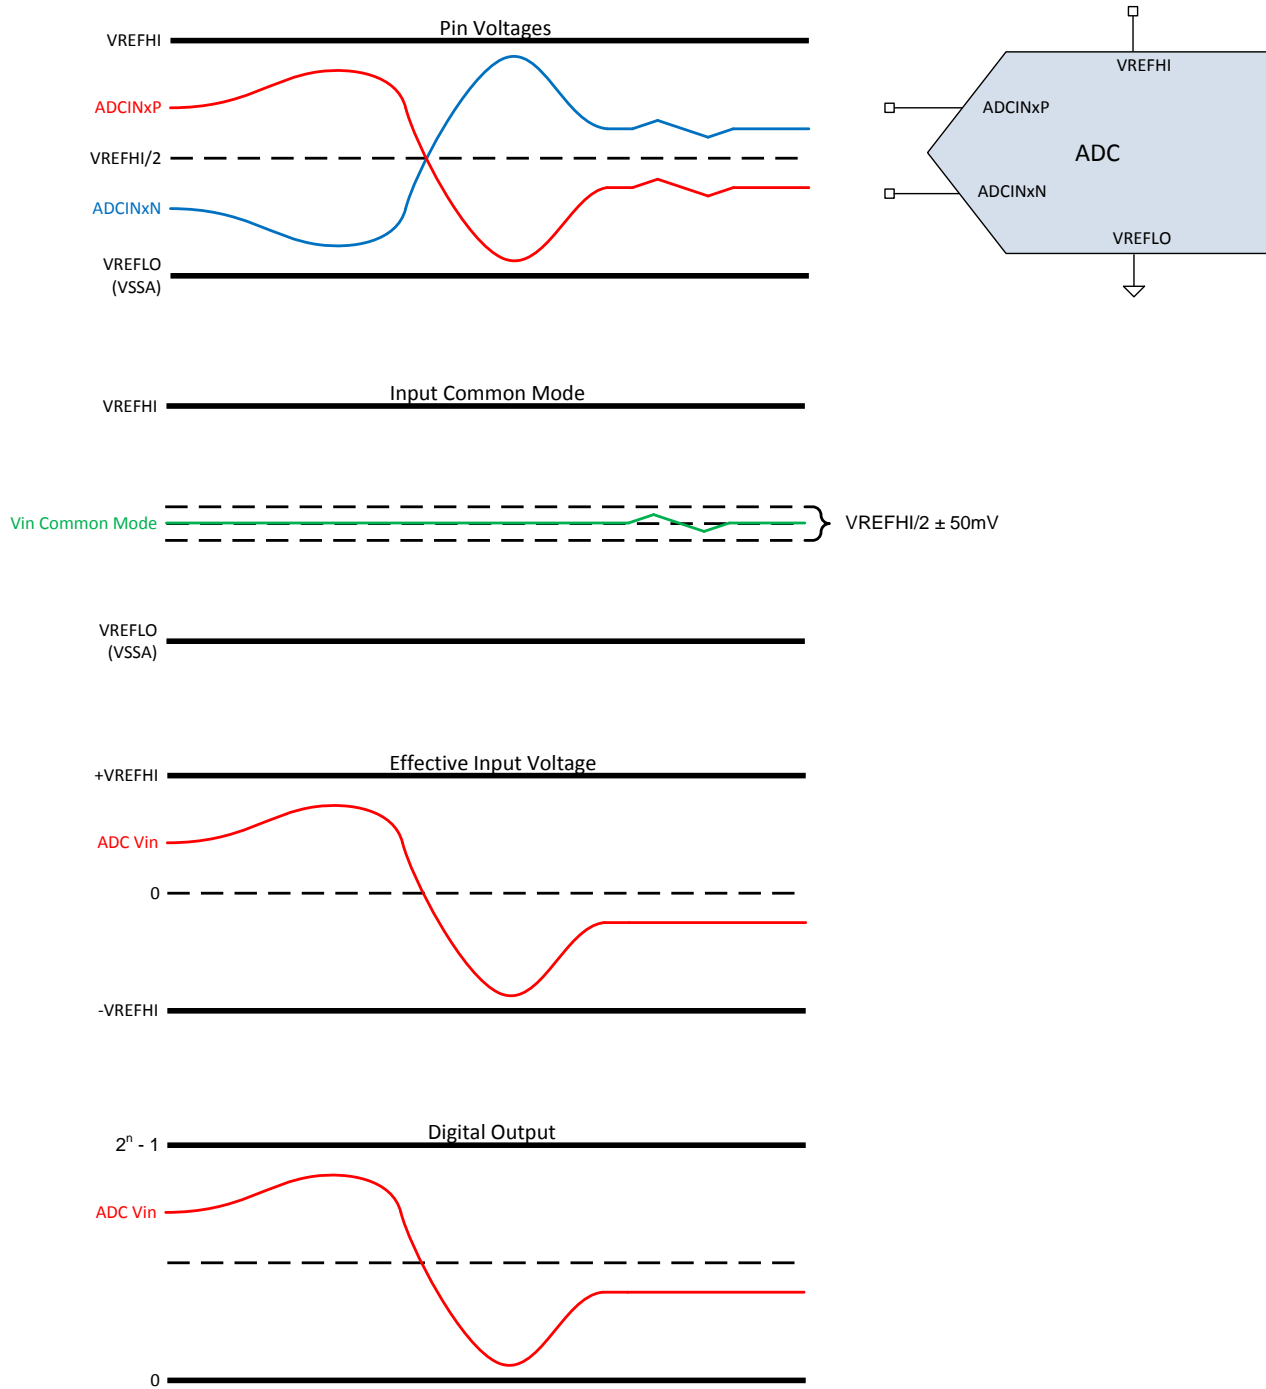 Pin Voltages
VREFHI
ADCINxP
VREFHI/2
ADCINxN
VREFLO
(VSSA)
VREFHI
ADCINxP
ADC
ADCINxN
VREFLO
Input Common Mode
VREFHI
Vin Common Mode
VREFHI/2 ± 50mV
VREFLO
(VSSA)
Effective Input Voltage
+VREFHI
ADC Vin
0
-VREFHI
Digital Output
2ⁿ - 1
ADC Vin
0